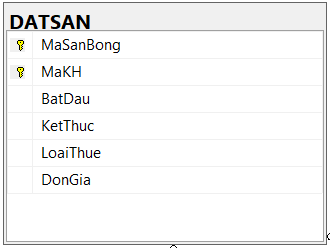 DATSAN
MaSanBong
MaKH
BatDau
KetThuc
LoaiThue
DonGia